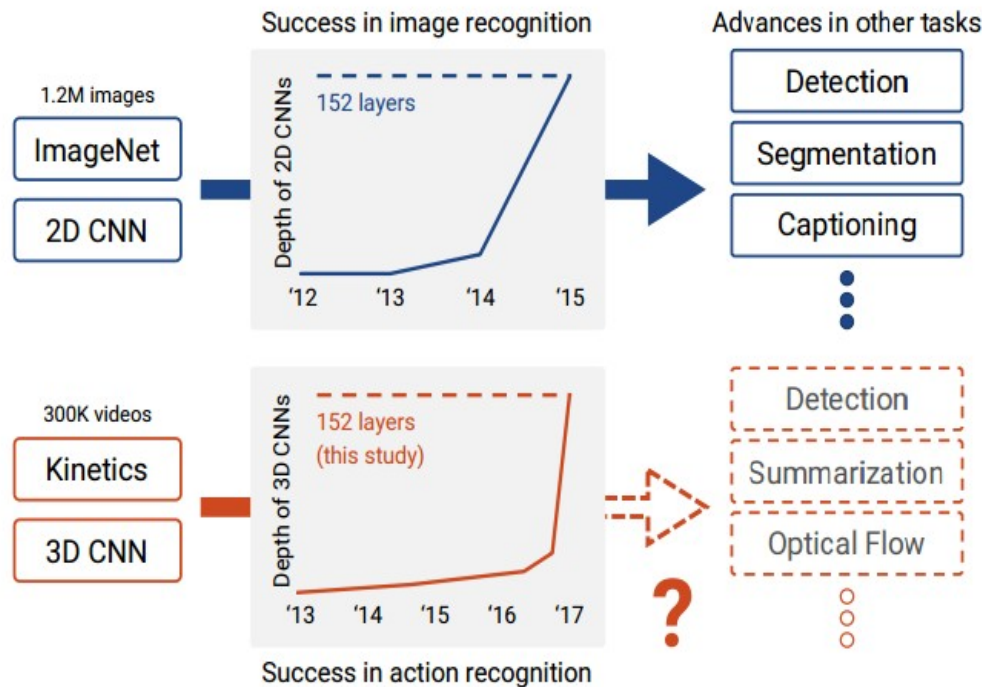 Success in image recognition
Advances in other tasks
1.2M images
ImageNet
2D CNN
Depth of 2D CNNs
152 layers
‘12 ‘13 ‘14 ‘15
Detection
Segmentation
Captioning
300K videos
Kinetics
3D CNN
Depth of 3D CNNs
152 layers
(this study)
‘13 ‘14 ‘15 ‘16 ‘17
Success in action recognition
?
Detection
Summarization
Optical Flow